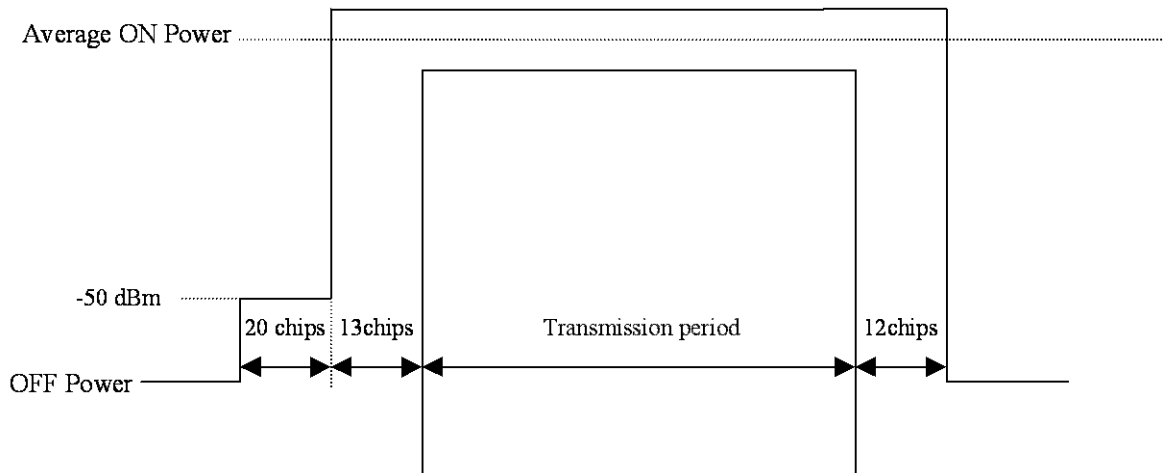 Average ON Power
-50 dBm
20 chips
13chips
Transmission period
12chips
OFF Power